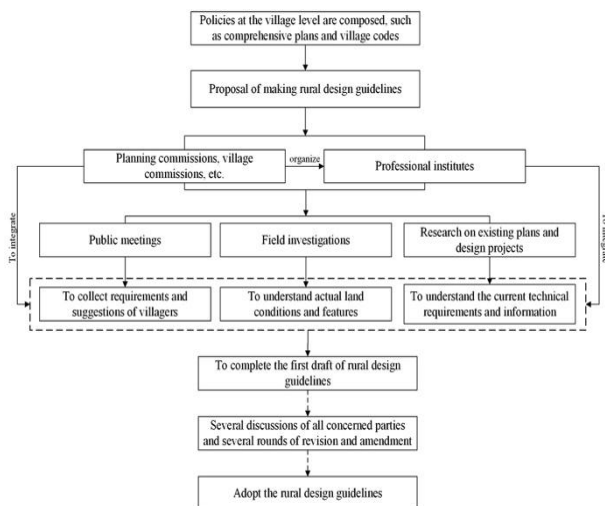 Policies at the village level are composed, such
as comprehensive plans and village codes
Proposal of making rural design guidelines
Planning commissions, village
commissions, etc.
organize
Professional institutes
To integrate
To integrate
Public meetings
Field investigations
Research on existing plans and
design projects
To collect requirements and
suggestions of villagers
To understand actual land
conditions and features
To understand the current technical
requirements and information
To complete the first draft of rural design
guidelines
Several discussions of all concerned parties
and several rounds of revision and amendment
Adopt the rural design guidelines